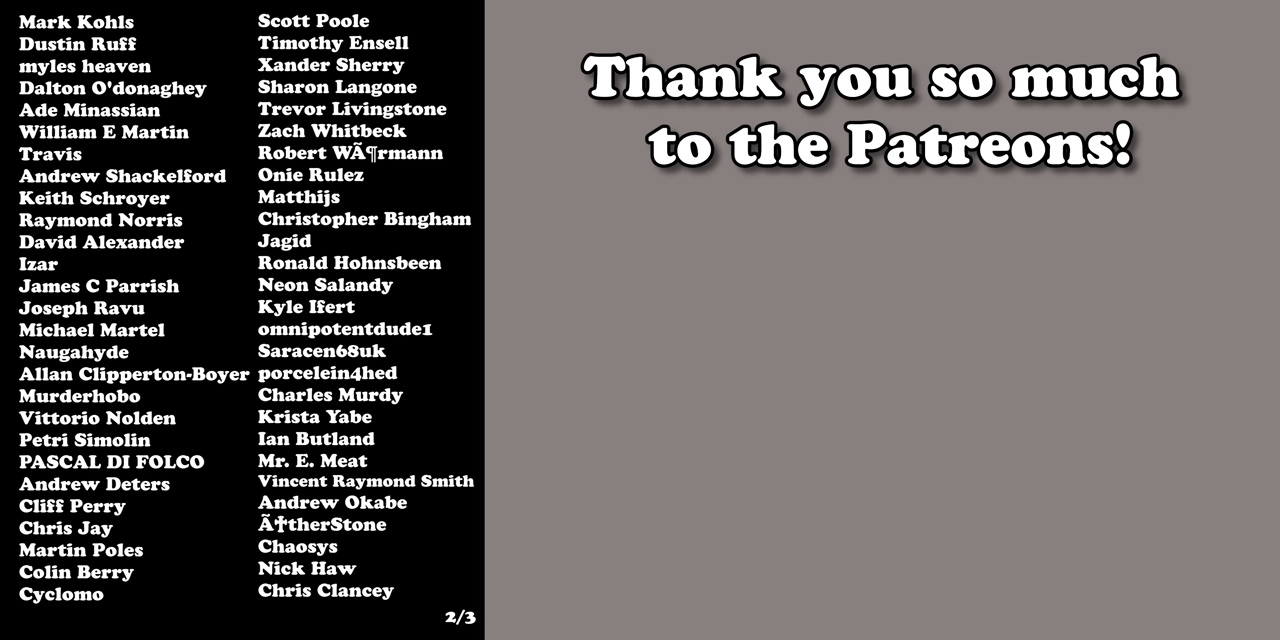 Mark Kohls
Dustin Ruff
myles heaven
Dalton O'donaghey
Ade Minassian
William E Martin
Travis
Andrew Shackelford
Keith Schroyer
Raymond Norris
David Alexander
Izar
James C Parrish
Joseph Ravu
Michael Martel
Naugahyde
Allan Clipperton-Boyer
Murderhobo
Vittorio Nolden
Petri Simolin
PASCAL DI FOLCO
Andrew Deters
Cliff Perry
Chris Jay
Martin Poles
Colin Berry
Cyclomo
Scott Poole
Timothy Ensell
Xander Sherry
Sharon Langone
Trevor Livingstone
Zach Whitbeck
Robert WÃ¶rmann
Onie Rulez
Matthijs
Christopher Bingham
Jagid
Ronald Hohnsbeen
Neon Salandy
Kyle Ifert
omnipotentdude1
Saracen68uk
porcelein4hed
Charles Murdy
Krista Yabe
Ian Butland
Mr. E. Meat
Vincent Raymond Smith
Andrew Okabe
Ã†therStone
Chaosys
Nick Haw
Chris Clancey
2/3
Thank you so much
to the Patreons!